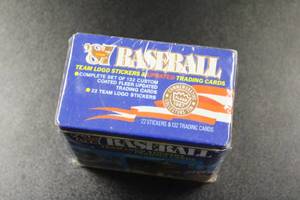 '87 BASEBALL
TEAM LOGO STICKERS & UPDATED TRADING CARDS
• COMPLETE SET OF 132 CUSTOM
COATED FLEER UPDATED
TRADING CARDS
• 22 TEAM LOGO STICKERS
22 STICKERS & 132 TRADING CARDS
BASEBALL